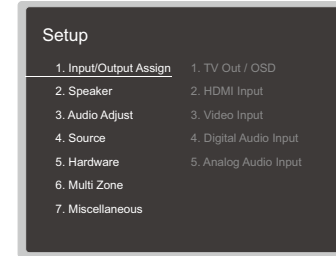 Setup
1. Input/Output Assign
2. Speaker
3. Audio Adjust
4. Source
5. Hardware
6. Multi Zone
7. Miscellaneous
1. TV Out / OSD
2. HDMI Input
3. Video Input
4. Digital Audio Input
5. Analog Audio Input